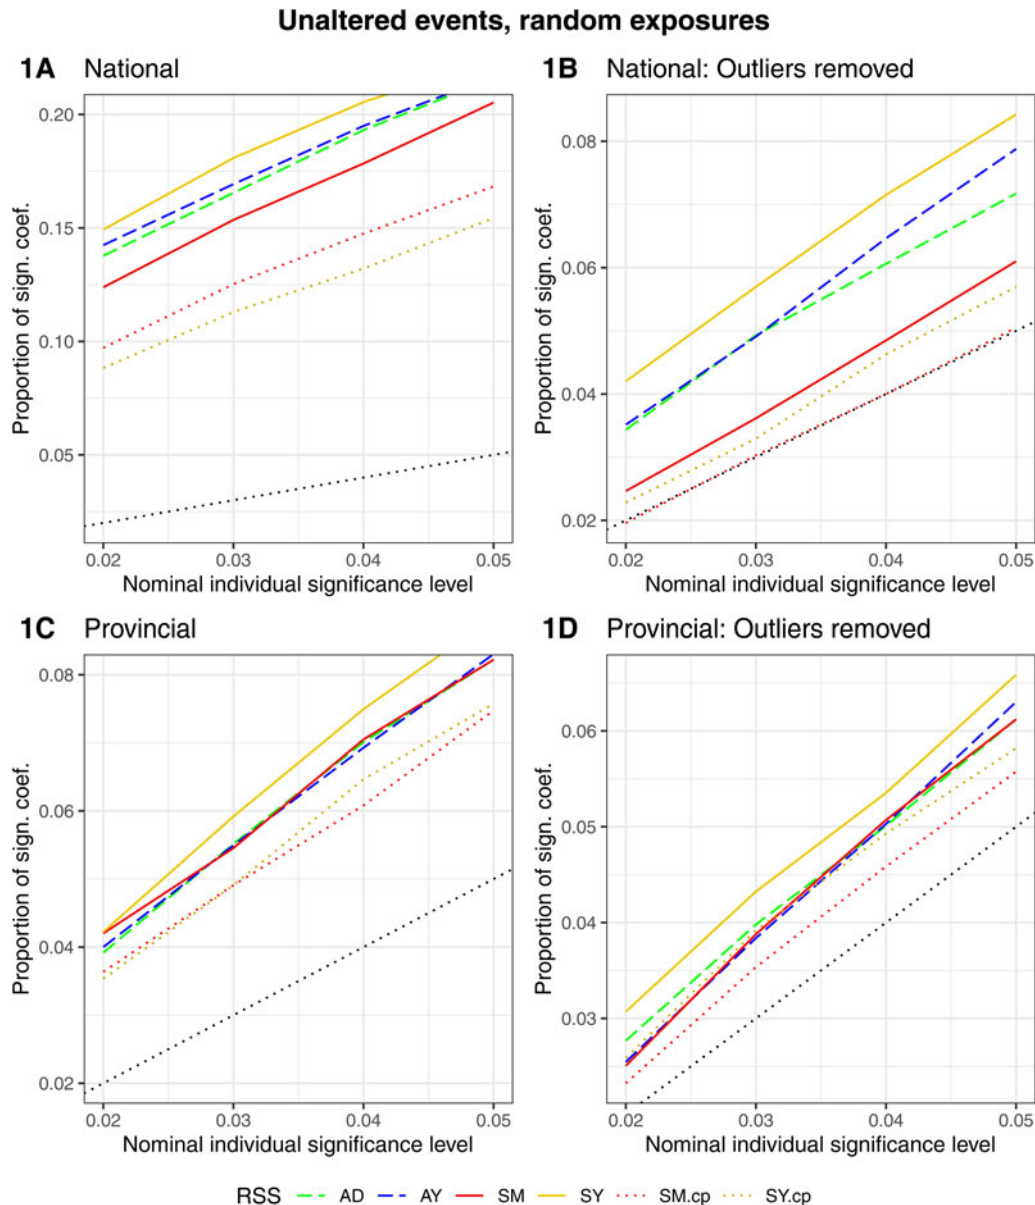 Unaltered events, random exposures
1A National
1B National: Outliers removed
Proportion of sign. coef.
0.20
0.15
0.10
0.05
0.02 0.03 0.04 0.05
Nominal individual significance level
Proportion of sign. coef.
0.08
0.06
0.04
0.02
0.02 0.03 0.04 0.05
Nominal individual significance level
1C Provincial
1D Provincial: Outliers removed
Proportion of sign. coef.
0.08
0.06
0.04
0.02
0.02 0.03 0.04 0.05
Nominal individual significance level
Proportion of sign. coef.
0.06
0.05
0.04
0.03
0.02 0.03 0.04 0.05
Nominal individual significance level
RSS AD AY SM SY SM.cp SY.cp